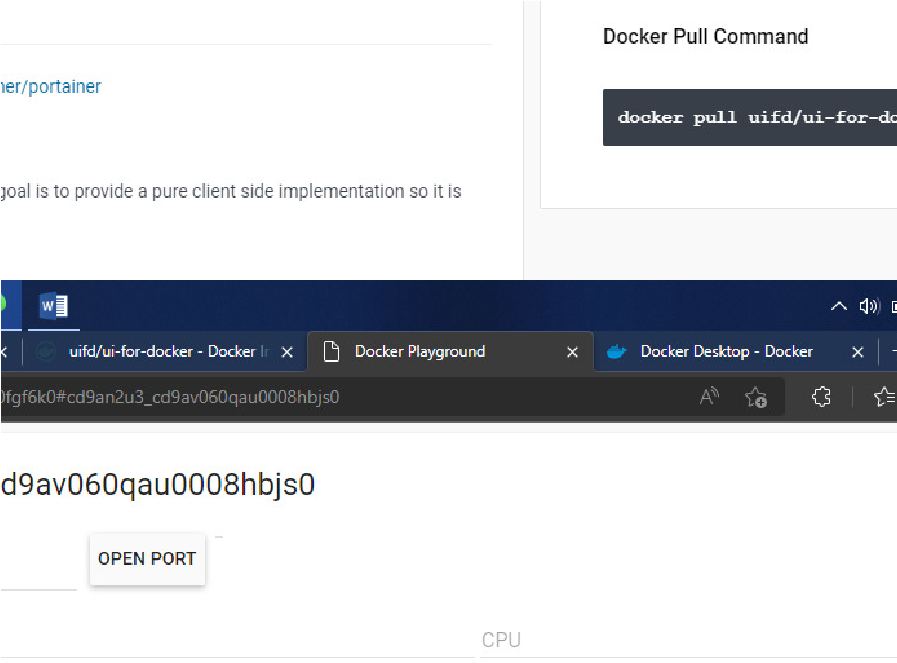 Docker Pull Command
ner/portainer
docker pull uifd/ui-for-do
goal is to provide a pure client side implementation so it is
W
uifd/ui-for-docker - Docker Ir
Docker Playground
Docker Desktop - Docker
0fgf6k0#cd9an2u3_cd9av060qau0008hbjs0
d9av060qau0008hbjs0
OPEN PORT
CPU